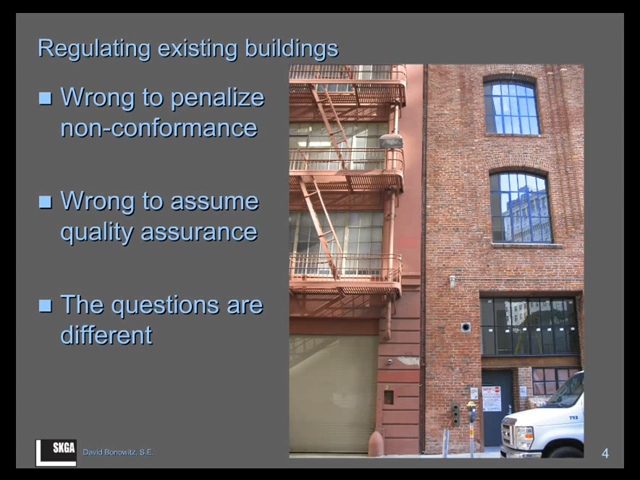 Regulating existing buildings
Wrong to penalize
non-conformance
Wrong to assume
quality assurance
The questions are
different
SKGA
David Bonowitz, S.E.
4